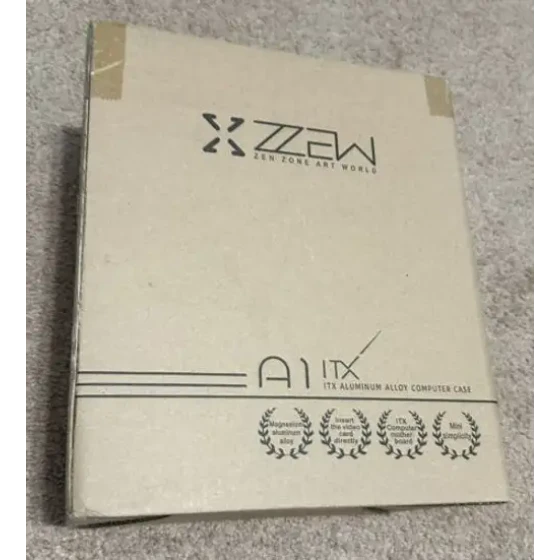 ZZEW
ZEN ZONE ART WORLD
A1 ITX
ITX ALUMINUM ALLOY COMPUTER CASE
Magnesium
aluminum
alloy
Insert
the video
card
directly
ITX
Computer
mother-
board
Mini
simplicity